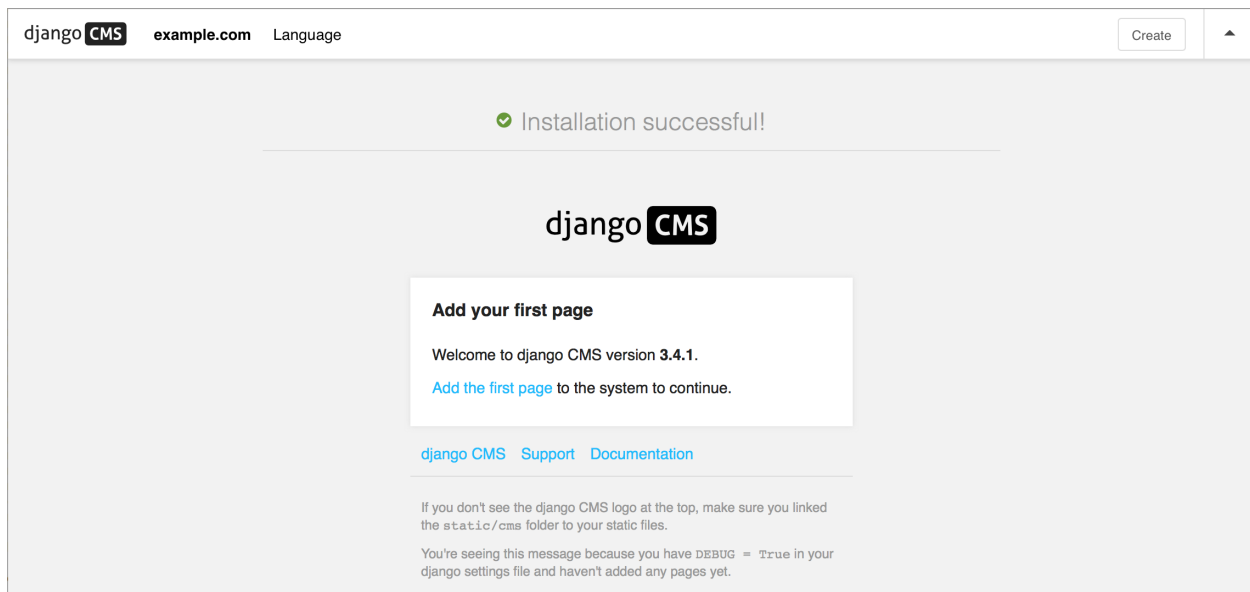 django CMS example.com Language Create
Installation successful!
django CMS
Add your first page
Welcome to django CMS version 3.4.1.
Add the first page to the system to continue.
django CMS Support Documentation
If you don't see the django CMS logo at the top, make sure you linked
the static/cms folder to your static files.
You're seeing this message because you have DEBUG = True in your
django settings file and haven't added any pages yet.